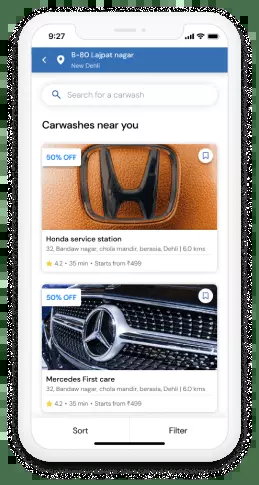 9:27
B-80 Lajpat nagar
New Dehli
Search for a carwash
Carwashes near you
50% OFF
Honda service station
32, Bandaw nagar, chola mandir, berasia, Dehli | 6.0 kms
4.2 • 35 min • Starts from ₹499
50% OFF
Mercedes First care
32, Bandaw nagar, chola mandir, berasia, Dehli | 6.0 kms
4.2 • 35 min • Starts from ₹499
Sort
Filter